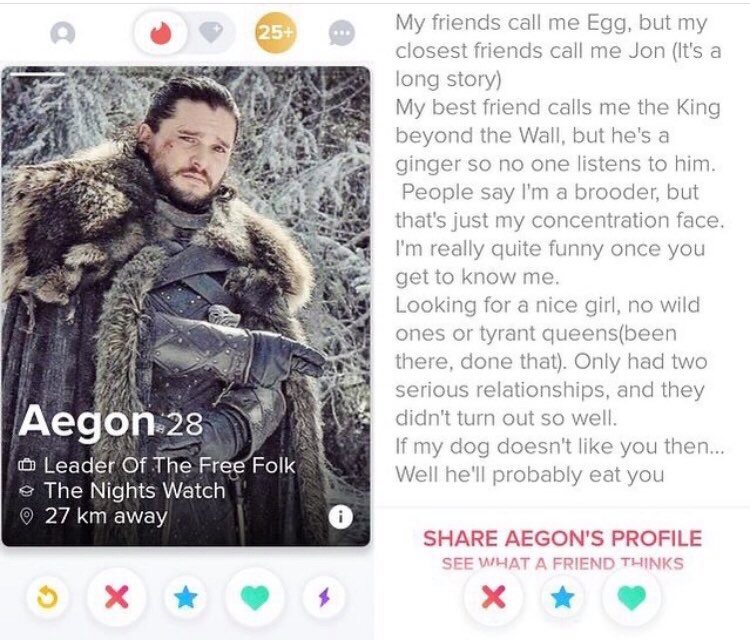 25+
Aegon 28
Leader Of The Free Folk
The Nights Watch
27 km away
i
My friends call me Egg, but my
closest friends call me Jon (It's a
long story)
My best friend calls me the King
beyond the Wall, but he's a
ginger so no one listens to him.
People say I'm a brooder, but
that's just my concentration face.
I'm really quite funny once you
get to know me.
Looking for a nice girl, no wild
ones or tyrant queens(been
there, done that). Only had two
serious relationships, and they
didn't turn out so well.
If my dog doesn't like you then...
Well he'll probably eat you
SHARE AEGON'S PROFILE
SEE WHAT A FRIEND THINKS